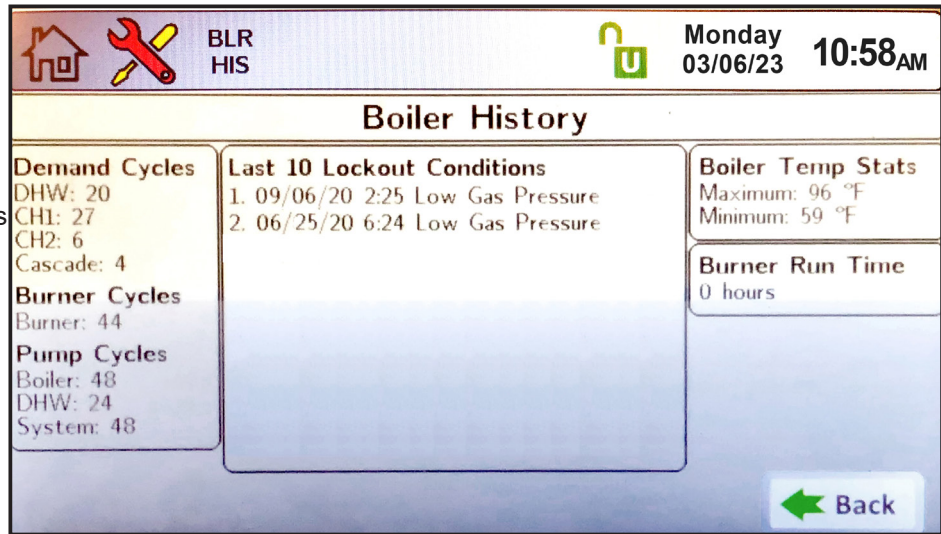 BLR
HIS
U
Monday
03/06/23
10:58AM
Boiler History
Demand Cycles
DHW: 20
CH1: 27
CH2: 6
Cascade: 4
Burner Cycles
Burner: 44
Pump Cycles
Boiler: 48
DHW: 24
System: 48
s
Last 10 Lockout Conditions
1. 09/06/20 2:25 Low Gas Pressure
2. 06/25/20 6:24 Low Gas Pressure
Boiler Temp Stats
Maximum: 96 °F
Minimum: 59 °F
Burner Run Time
0 hours
Back